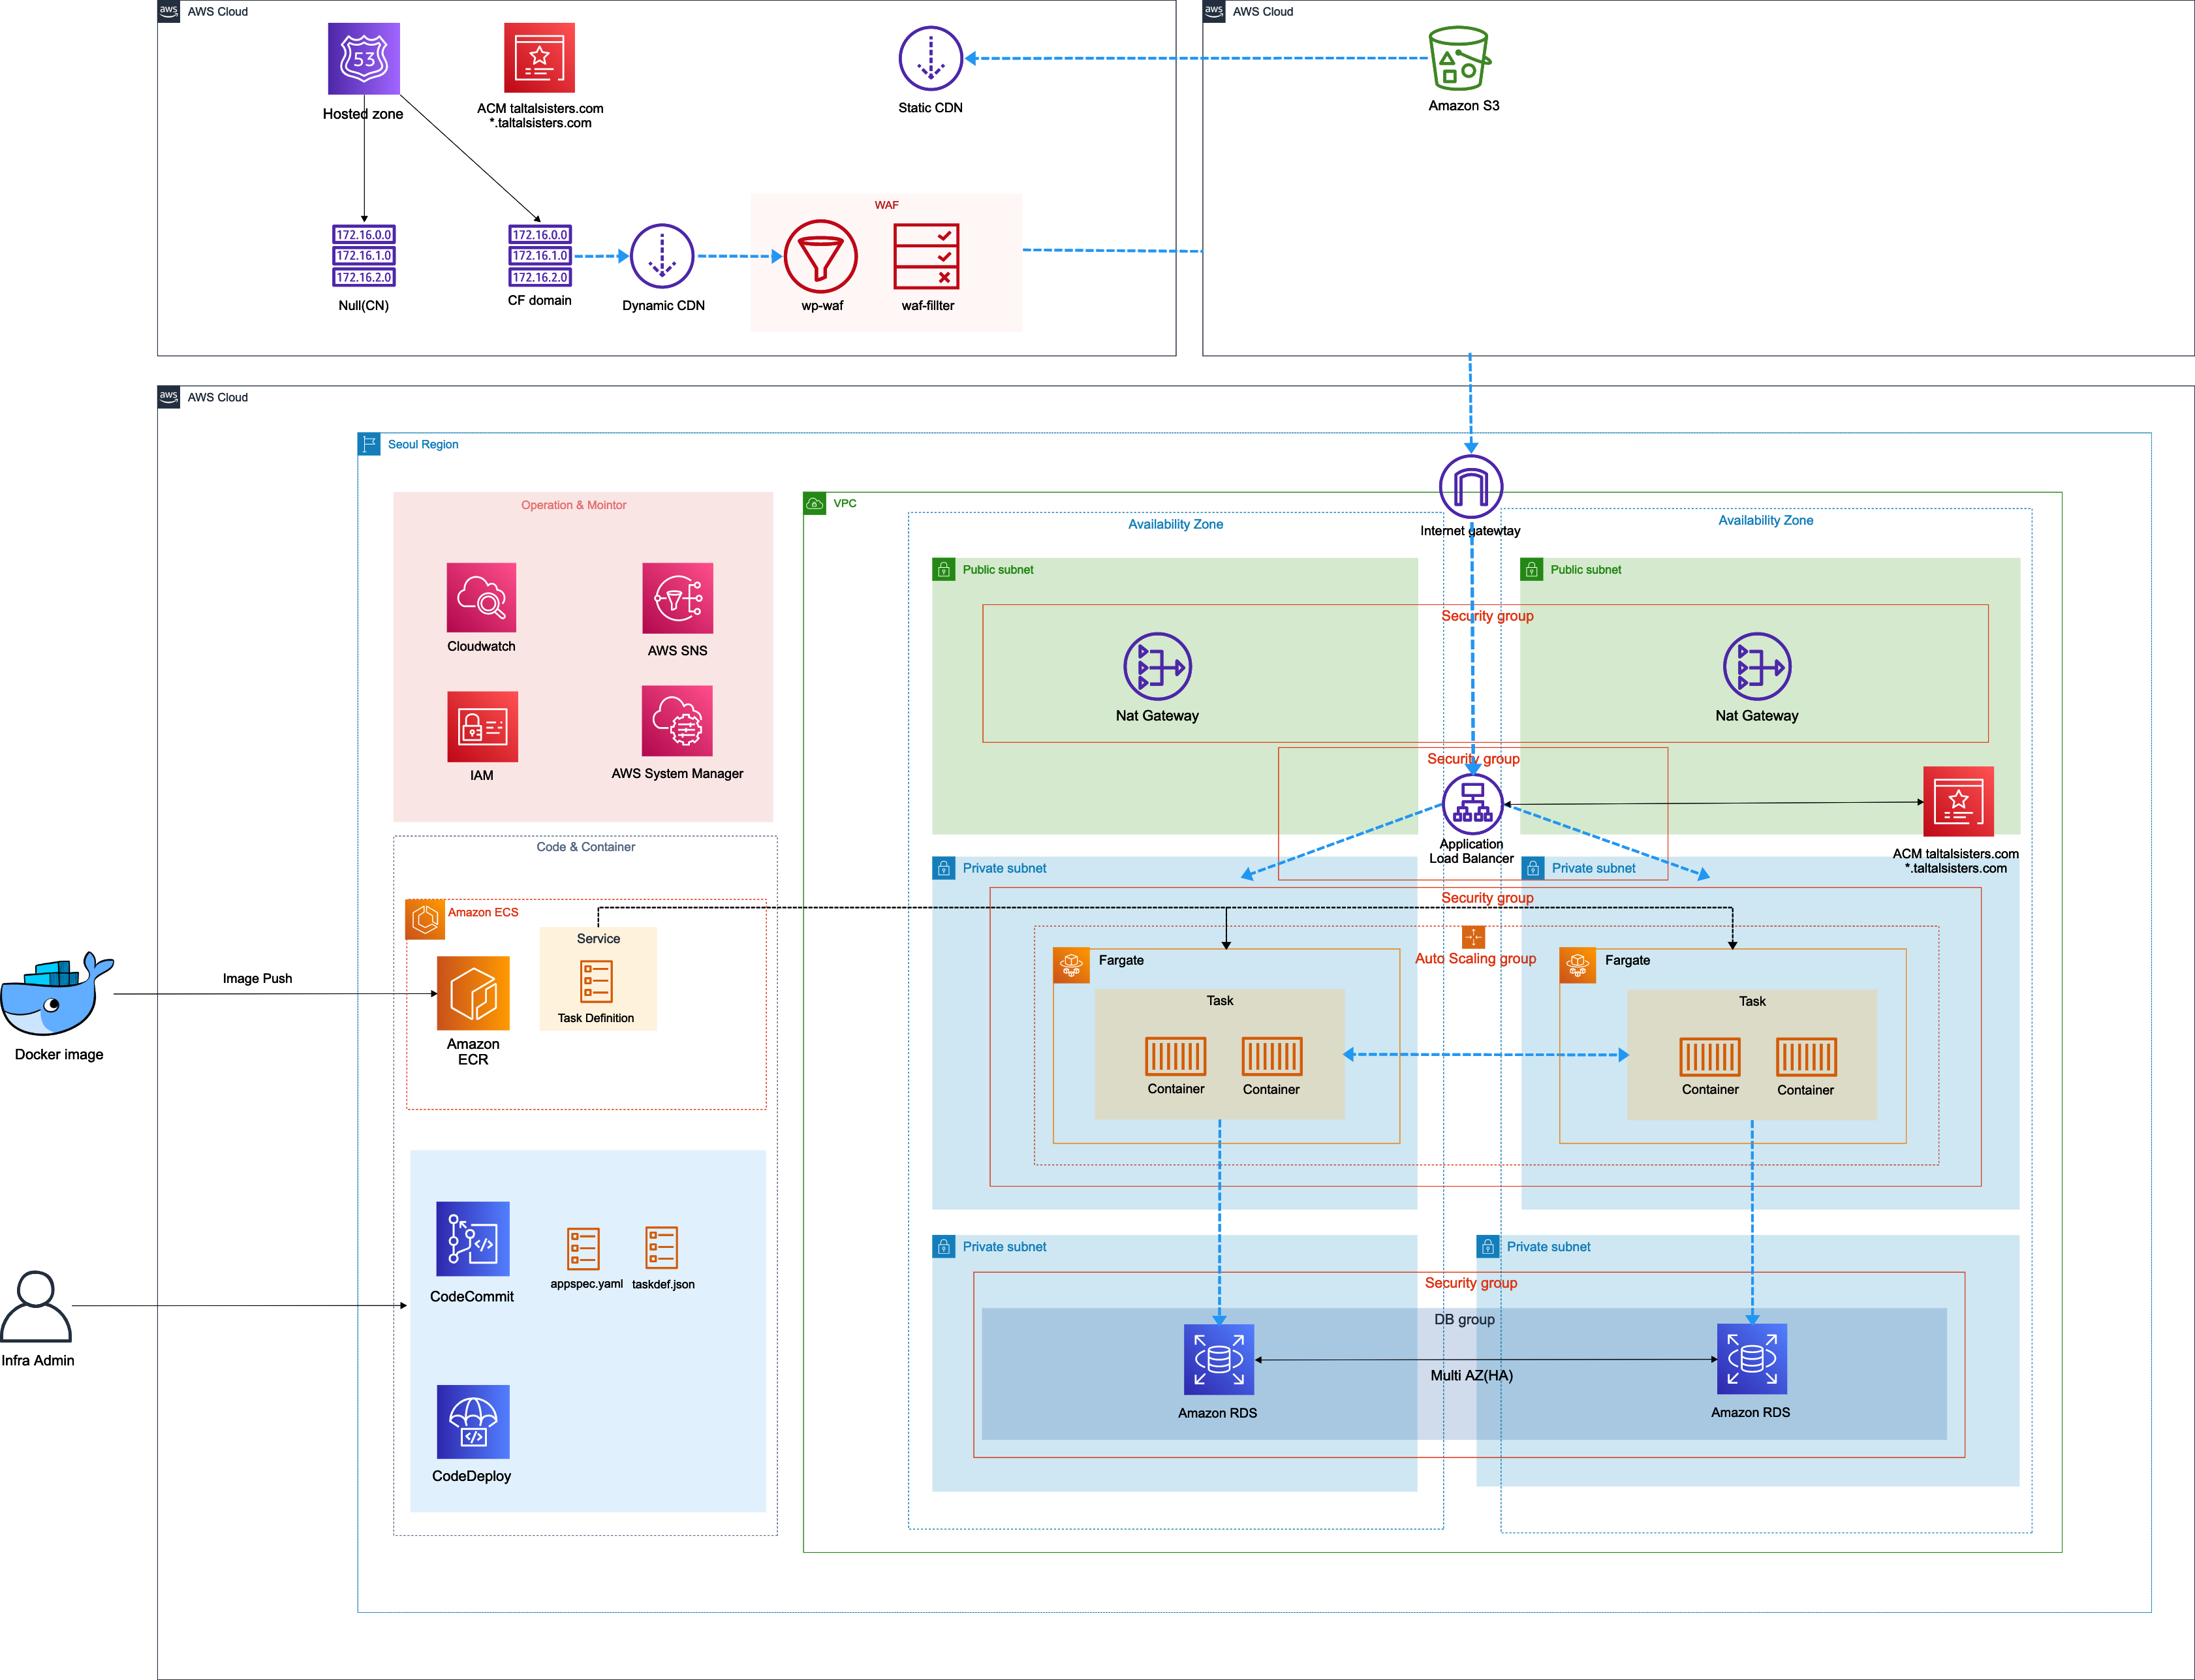 aws
AWS Cloud
53
Hosted zone
ACM taltalsisters.com
*.taltalsisters.com
Static CDN
172.16.0.0
172.16.1.0
172.16.2.0
Null(CN)
172.16.0.0
172.16.1.0
172.16.2.0
CF domain
Dynamic CDN
WAF
wp-waf
waf-fillter
aws
AWS Cloud
Amazon S3
aws
AWS Cloud
Seoul Region
Operation & Mointor
Cloudwatch
AWS SNS
IAM
AWS System Manager
Code & Container
Amazon ECS
Service
Task Definition
Amazon
ECR
Image Push
Docker image
CodeCommit
appspec.yaml
taskdef.json
CodeDeploy
Infra Admin
VPC
Internet gatewtay
Availability Zone
Availability Zone
Public subnet
Public subnet
Security group
Nat Gateway
Nat Gateway
Security group
Application
Load Balancer
ACM taltalsisters.com
*.taltalsisters.com
Private subnet
Private subnet
Security group
Auto Scaling group
Fargate
Task
Container
Container
Fargate
Task
Container
Container
Private subnet
Private subnet
Security group
DB group
Multi AZ(HA)
Amazon RDS
Amazon RDS